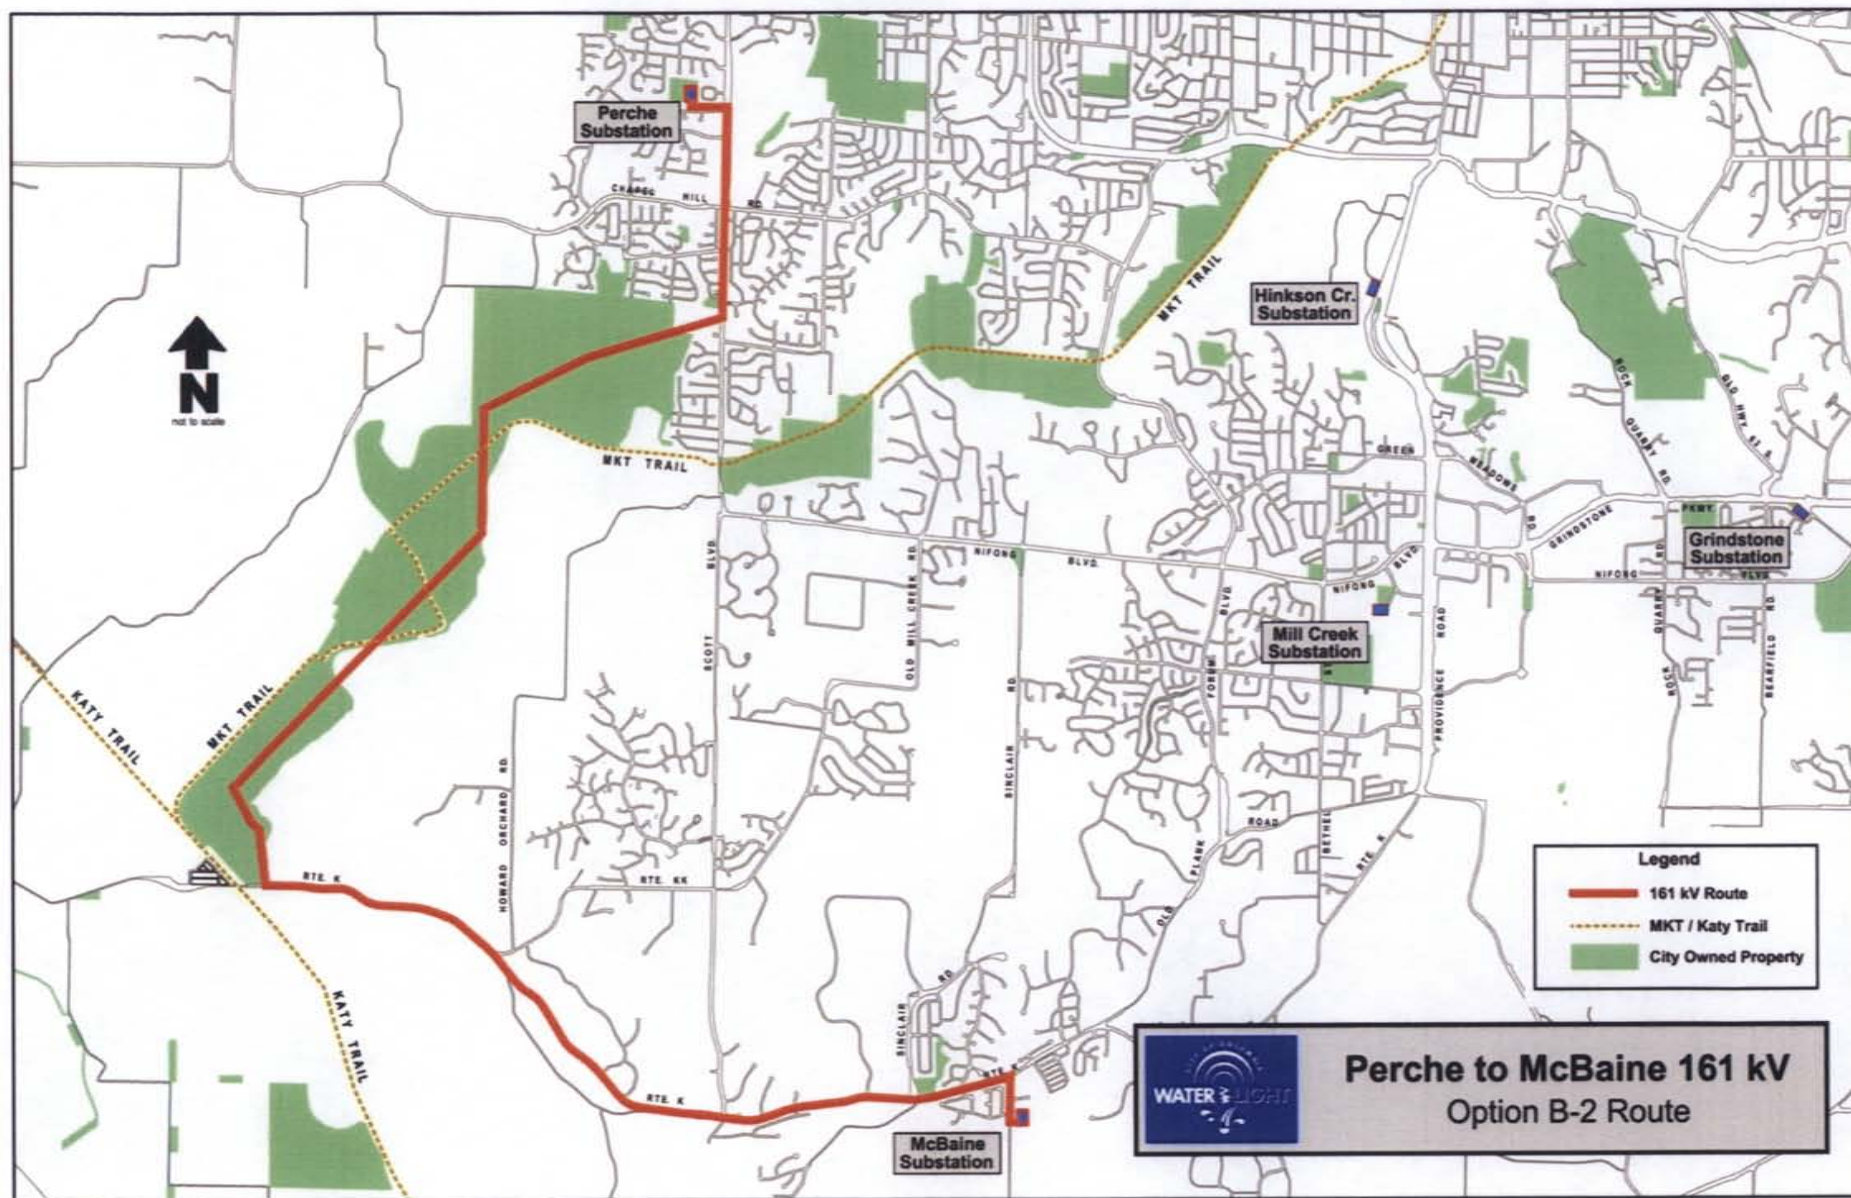 Perche
Substation
CHAPEL HILL RD.
MKT TRAIL
Hinkson Cr.
Substation
N
not to scale
ROCK QUARRY RD.
OLD HWY 63 S.
MKT TRAIL
GREEN MEADOWS RD.
GRINDSTONE PKWY.
Grindstone
Substation
NIFONG BLVD.
NIFONG BLVD.
NIFONG BLVD.
SCOTT BLVD.
OLD MILL CREEK RD.
Mill Creek
Substation
FORUM BLVD.
PROVIDENCE ROAD
ROCK QUARRY RD.
BEARFIELD RD.
KATY TRAIL
MKT TRAIL
SINCLAIR RD.
HOWARD ORCHARD RD.
OLD PLANK ROAD
BETHEL
RTE. K
RTE. K
RTE. KK
Legend
161 kV Route
MKT / Katy Trail
City Owned Property
KATY TRAIL
SINCLAIR RD.
RTE. K
RTE. K
McBaine
Substation
WATER & LIGHT
Perche to McBaine 161 kV
Option B-2 Route